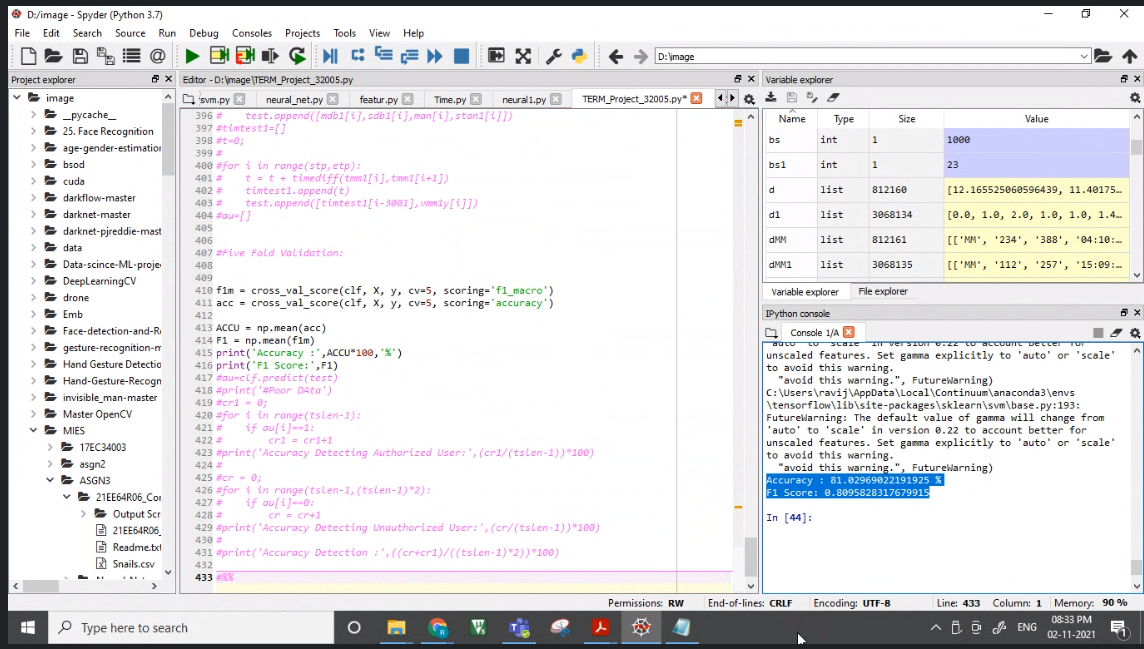 D:/image - Spyder (Python 3.7)
File Edit Search Source Run Debug Consoles Projects Tools View Help
D:\image
Project explorer
image
__pycache__
25. Face Recognition
age-gender-estimation
bsod
cuda
darkflow-master
darknet-master
darknet-pjreddie-mast
data
Data-scince-ML-proje
DeepLearningCV
drone
Emb
Face-detection-and-R
gesture-recognition-m
Hand Gesture Detectio
Hand-Gesture-Recogn
invisible_man-master
Master OpenCV
MIES
17EC34003
asgn2
ASGN3
21EE64R06_Cor
Output Scr
21EE64R06_
Readme.txt
Snails.csv
Editor - D:\image\TERM_Project_32005.py
svm.py neural_net.py featur.py Time.py neural1.py TERM_Project_32005.py*
396 #    test.append([mdb1[i],sdb1[i],man[i],stan1[i]])
397 #timtest1=[]
398 #t=0;
399 #
400 #for i in range(stp,etp):
401 #    t = t + timediff(tmm1[i],tmm1[i+1])
402 #    timtest1.append(t)
403 #    test.append([timtest1[i-3001],vmm1y[i]])
404 #au=[]
405
406
407 #Five Fold Validation:
408
409
410 f1m = cross_val_score(clf, X, y, cv=5, scoring='f1_macro')
411 acc = cross_val_score(clf, X, y, cv=5, scoring='accuracy')
412
413 ACCU = np.mean(acc)
414 F1 = np.mean(f1m)
415 print('Accuracy :',ACCU*100,'%')
416 print('F1 Score:',F1)
417 #au=clf.predict(test)
418 #print('#Poor DAta')
419 #cr1 = 0;
420 #for i in range(tslen-1):
421 #    if au[i]==1:
422 #        cr1 = cr1+1
423 #print('Accuracy Detecting Authorized User:',(cr1/(tslen-1))*100)
424 #
425 #cr = 0;
426 #for i in range(tslen-1,(tslen-1)*2):
427 #    if au[i]==0:
428 #        cr = cr+1
429 #print('Accuracy Detecting Unauthorized User:',(cr/(tslen-1))*100)
430 #
431 #print('Accuracy Detection :',((cr+cr1)/((tslen-1)*2))*100)
432
433 #%%
Variable explorer
Name Type Size Value
bs int 1 1000
bs1 int 1 23
d list 812160 [12.165525060596439, 11.40175…
d1 list 3068134 [0.0, 1.0, 2.0, 1.0, 1.0, 1.4…
dMM list 812161 [['MM', '234', '388', '04:10:…
dMM1 list 3068135 [['MM', '112', '257', '15:09:…
Variable explorer File explorer
IPython console
Console 1/A
'auto' to 'scale' in version 0.22 to account better for
unscaled features. Set gamma explicitly to 'auto' or 'scale'
to avoid this warning.
"avoid this warning.", FutureWarning)
C:\Users\ravij\AppData\Local\Continuum\anaconda3\envs
\tensorflow\lib\site-packages\sklearn\svm\base.py:193:
FutureWarning: The default value of gamma will change from
'auto' to 'scale' in version 0.22 to account better for
unscaled features. Set gamma explicitly to 'auto' or 'scale'
to avoid this warning.
"avoid this warning.", FutureWarning)
Accuracy : 81.02969022191925 %
F1 Score: 0.8095828317679915
In [44]:
Permissions: RW End-of-lines: CRLF Encoding: UTF-8 Line: 433 Column: 1 Memory: 90 %
Type here to search
ENG
08:33 PM
02-11-2021
1